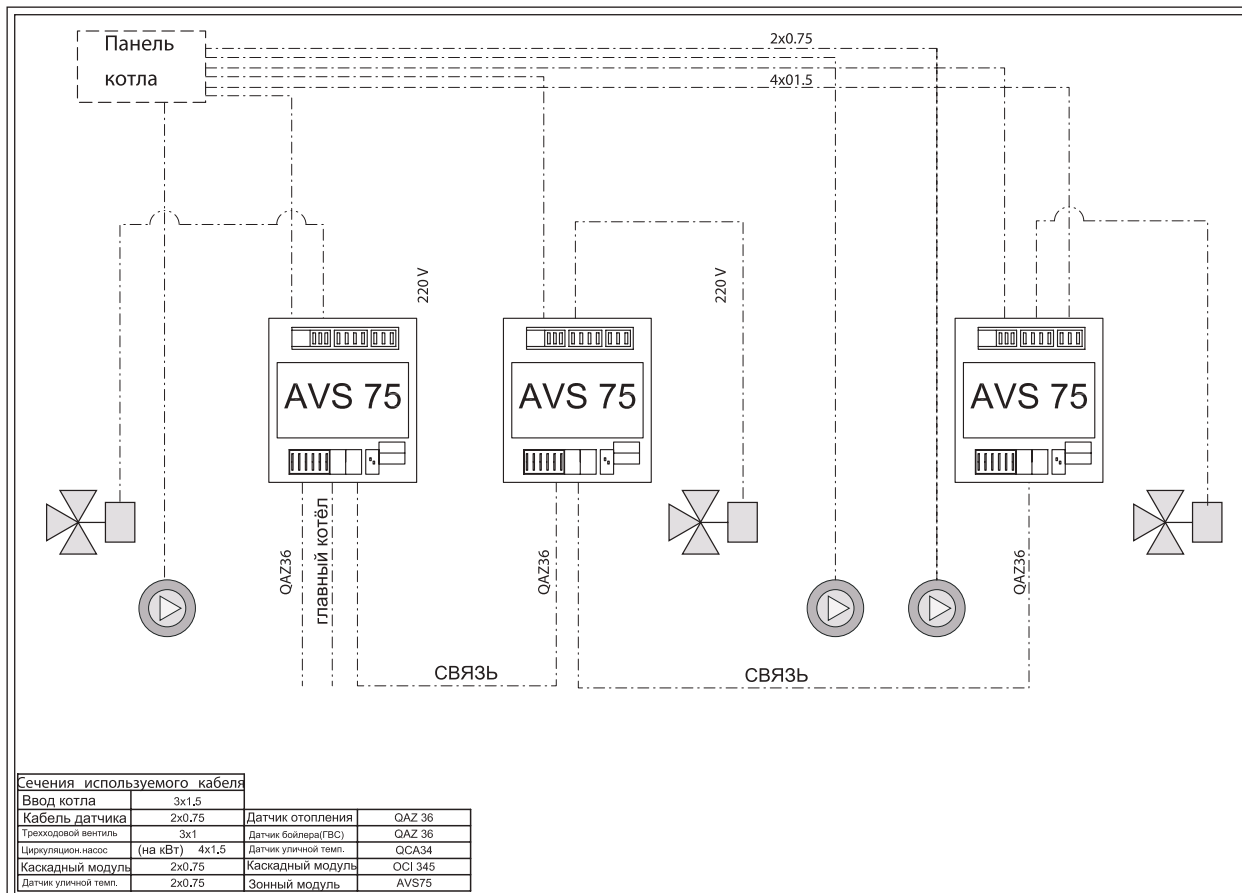 Панель
котла
2x0.75
4x01.5
220 V
220 V
AVS 75
AVS 75
AVS 75
QAZ36
главный котёл
QAZ36
QAZ36
СВЯЗЬ
СВЯЗЬ
Сечения используемого кабеля
Ввод котла 3x1.5
Кабель датчика 2x0.75 Датчик отопления QAZ 36
Трехходовой вентиль 3x1 Датчик бойлера(ГВС) QAZ 36
Циркуляцион.насос (на кВт) 4x1.5 Датчик уличной темп. QCA34
Каскадный модуль 2x0.75 Каскадный модуль OCI 345
Датчик уличной темп. 2x0.75 Зонный модуль AVS75